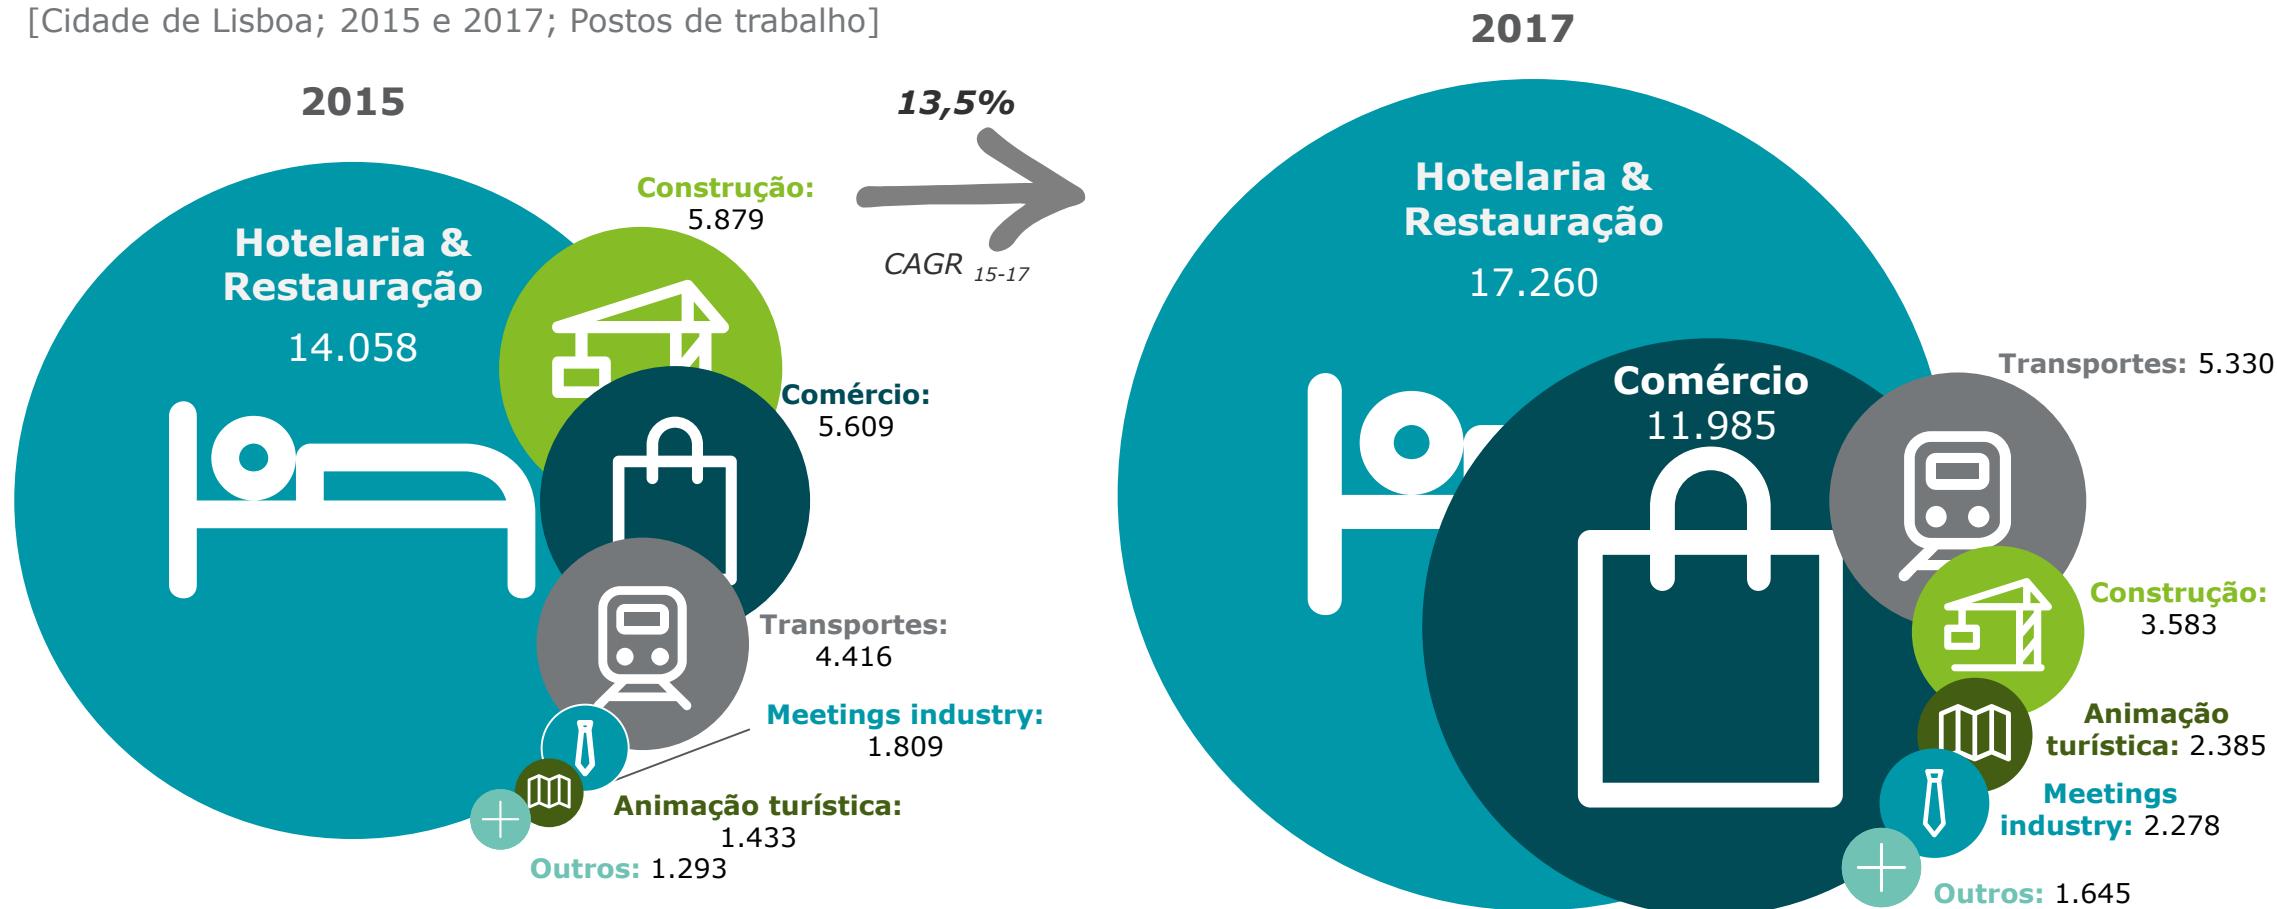 [Cidade de Lisboa; 2015 e 2017; Postos de trabalho]
2015
Hotelaria &
Restauração
14.058
Construção:
5.879
Comércio:
5.609
Transportes:
4.416
Meetings industry:
1.809
Animação turística:
1.433
Outros: 1.293
13,5%
CAGR 15-17
2017
Hotelaria &
Restauração
17.260
Comércio
11.985
Transportes: 5.330
Construção:
3.583
Animação
turística: 2.385
Meetings
industry: 2.278
Outros: 1.645